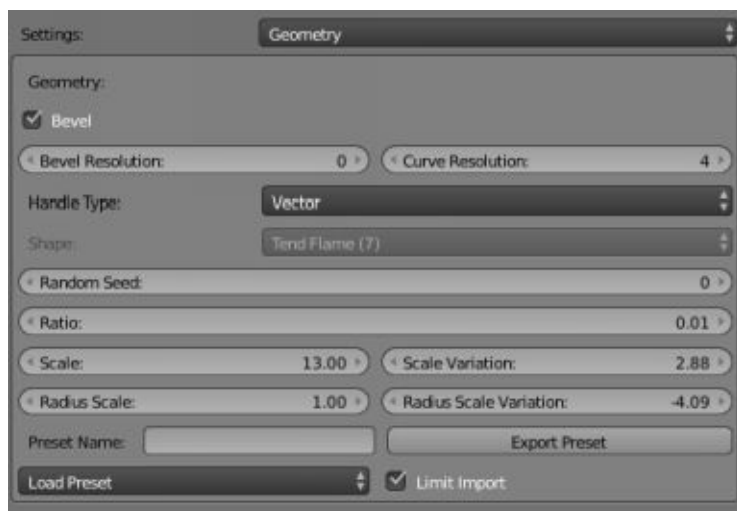 Settings: Geometry
Geometry:
Bevel
Bevel Resolution: 0 Curve Resolution: 4
Handle Type: Vector
Shape: Tend Flame (7)
Random Seed: 0
Ratio: 0.01
Scale: 13.00 Scale Variation: 2.88
Radius Scale: 1.00 Radius Scale Variation: -4.09
Preset Name: Export Preset
Load Preset Limit Import